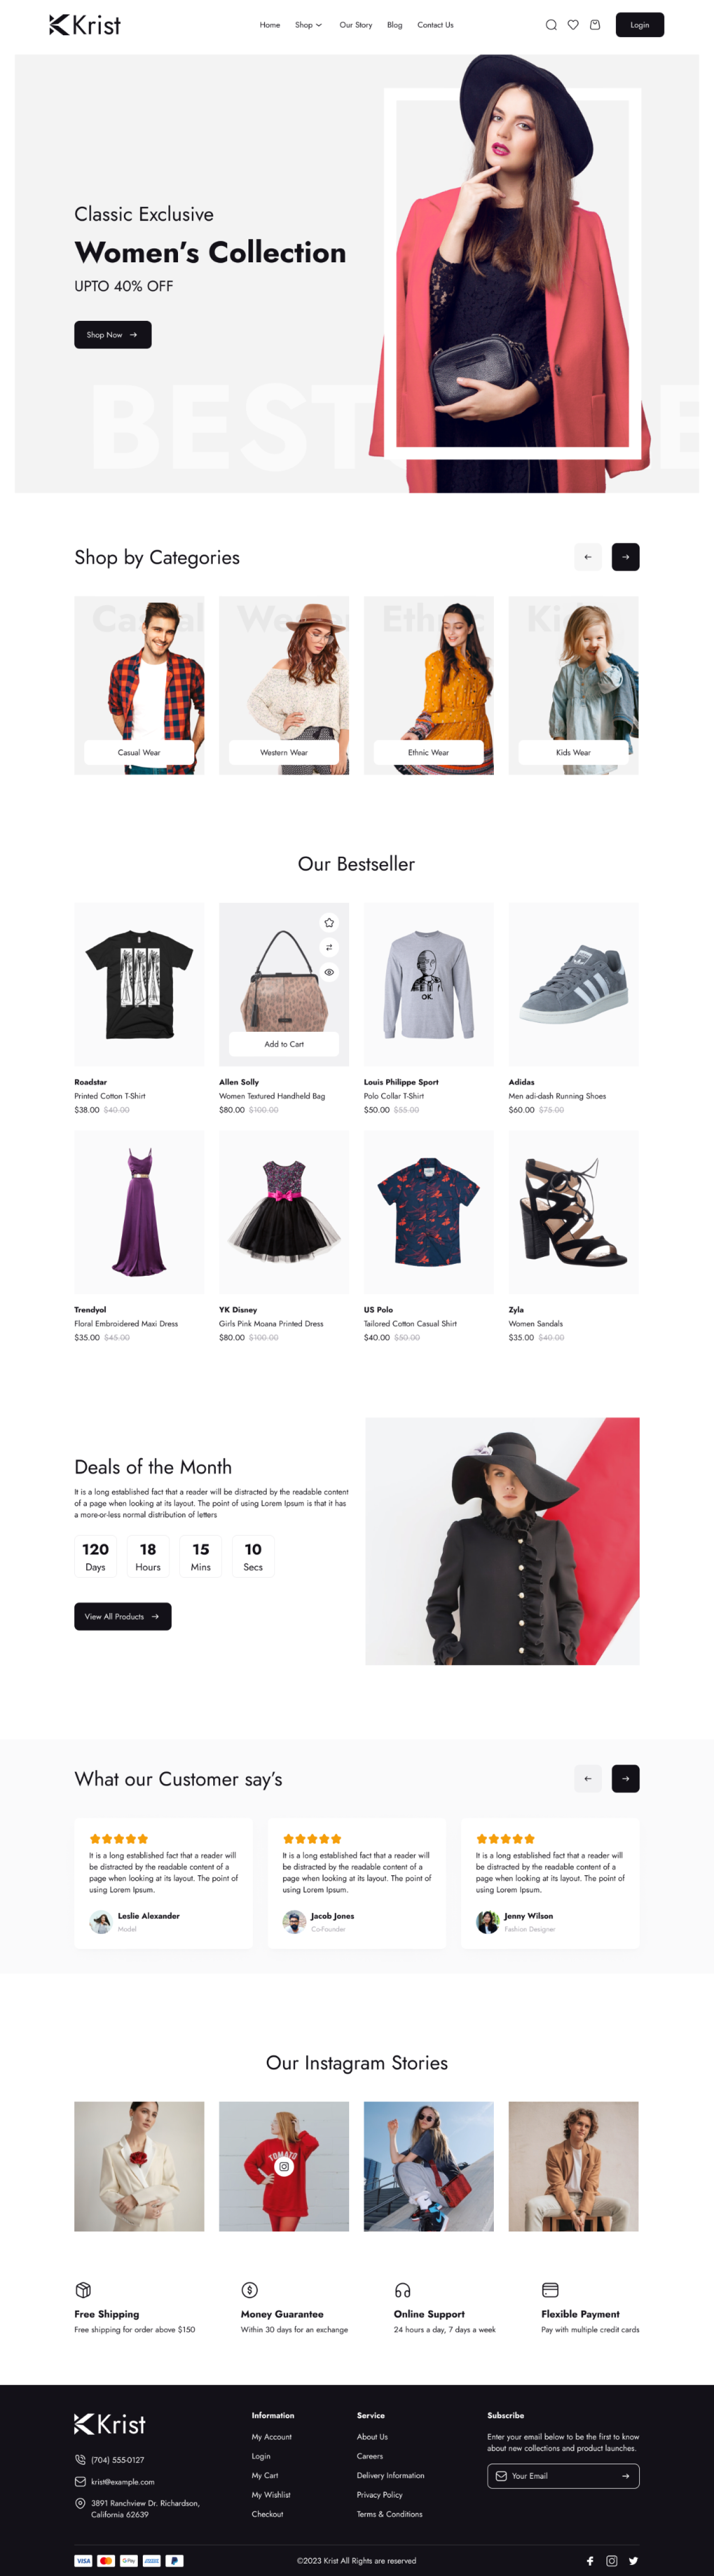 Krist
Home Shop Our Story Blog Contact Us
Login
Classic Exclusive
Women's Collection
UPTO 40% OFF
Shop Now
BEST
Shop by Categories
Casual Wear
Western Wear
Ethnic Wear
Kids Wear
Our Bestseller
OK.
Add to Cart
Roadstar
Printed Cotton T-Shirt
$38.00 $40.00
Allen Solly
Women Textured Handheld Bag
$80.00 $100.00
Louis Philippe Sport
Polo Collar T-Shirt
$50.00 $55.00
Adidas
Men adi-dash Running Shoes
$60.00 $75.00
Trendyol
Floral Embroidered Maxi Dress
$35.00 $45.00
YK Disney
Girls Pink Moana Printed Dress
$80.00 $100.00
US Polo
Tailored Cotton Casual Shirt
$40.00 $50.00
Zyla
Women Sandals
$35.00 $40.00
Deals of the Month
It is a long established fact that a reader will be distracted by the readable content
of a page when looking at its layout. The point of using Lorem Ipsum is that it has
a more-or-less normal distribution of letters
120 18 15 10
Days Hours Mins Secs
View All Products
What our Customer say's
It is a long established fact that a reader will
be distracted by the readable content of a
page when looking at its layout. The point of
using Lorem Ipsum.
Leslie Alexander
Model
It is a long established fact that a reader will
be distracted by the readable content of a
page when looking at its layout. The point of
using Lorem Ipsum.
Jacob Jones
Co-Founder
It is a long established fact that a reader will
be distracted by the readable content of a
page when looking at its layout. The point of
using Lorem Ipsum.
Jenny Wilson
Fashion Designer
Our Instagram Stories
TOMATO
Free Shipping
Free shipping for order above $150
Money Guarantee
Within 30 days for an exchange
Online Support
24 hours a day, 7 days a week
Flexible Payment
Pay with multiple credit cards
Krist
(704) 555-0127
krist@example.com
3891 Ranchview Dr. Richardson,
California 62639
Information
My Account
Login
My Cart
My Wishlist
Checkout
Service
About Us
Careers
Delivery Information
Privacy Policy
Terms & Conditions
Subscribe
Enter your email below to be the first to know
about new collections and product launches.
Your Email
VISA
G Pay
©2023 Krist All Rights are reserved